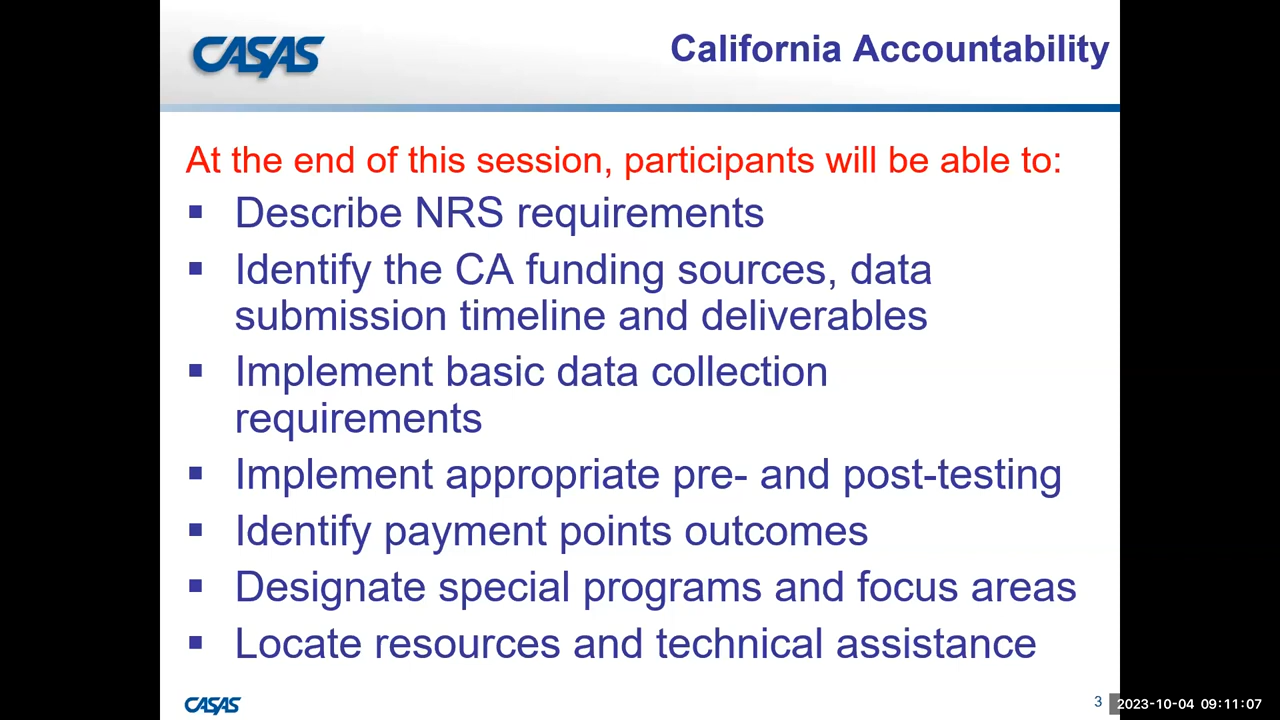 CASAS
California Accountability
At the end of this session, participants will be able to:
▪ Describe NRS requirements
▪ Identify the CA funding sources, data
submission timeline and deliverables
▪ Implement basic data collection
requirements
▪ Implement appropriate pre- and post-testing
▪ Identify payment points outcomes
▪ Designate special programs and focus areas
▪ Locate resources and technical assistance
CASAS
3
2023-10-04 09:11:07